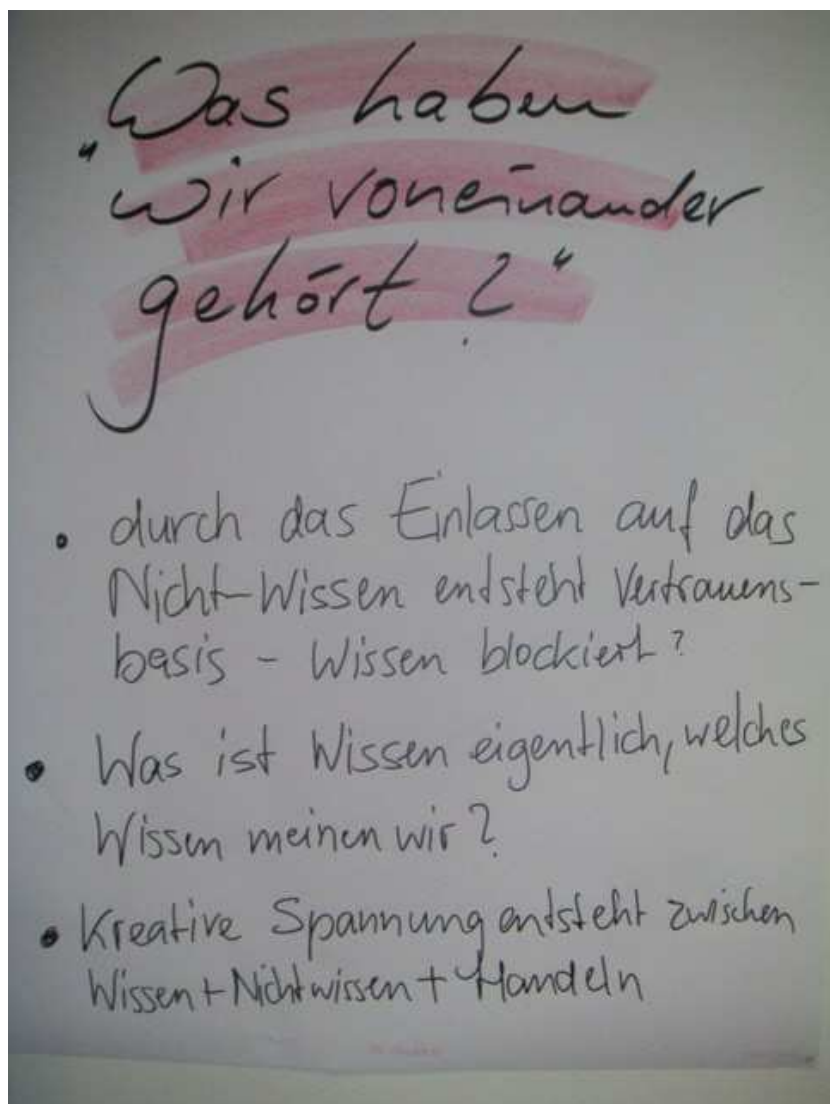 „Was haben
wir voneinander
gehört?“
• durch das Einlassen auf das
Nicht-Wissen entsteht Vertrauens-
basis - Wissen blockiert?
• Was ist Wissen eigentlich, welches
Wissen meinen wir?
• Kreative Spannung entsteht zwischen
Wissen + Nichtwissen + Handeln